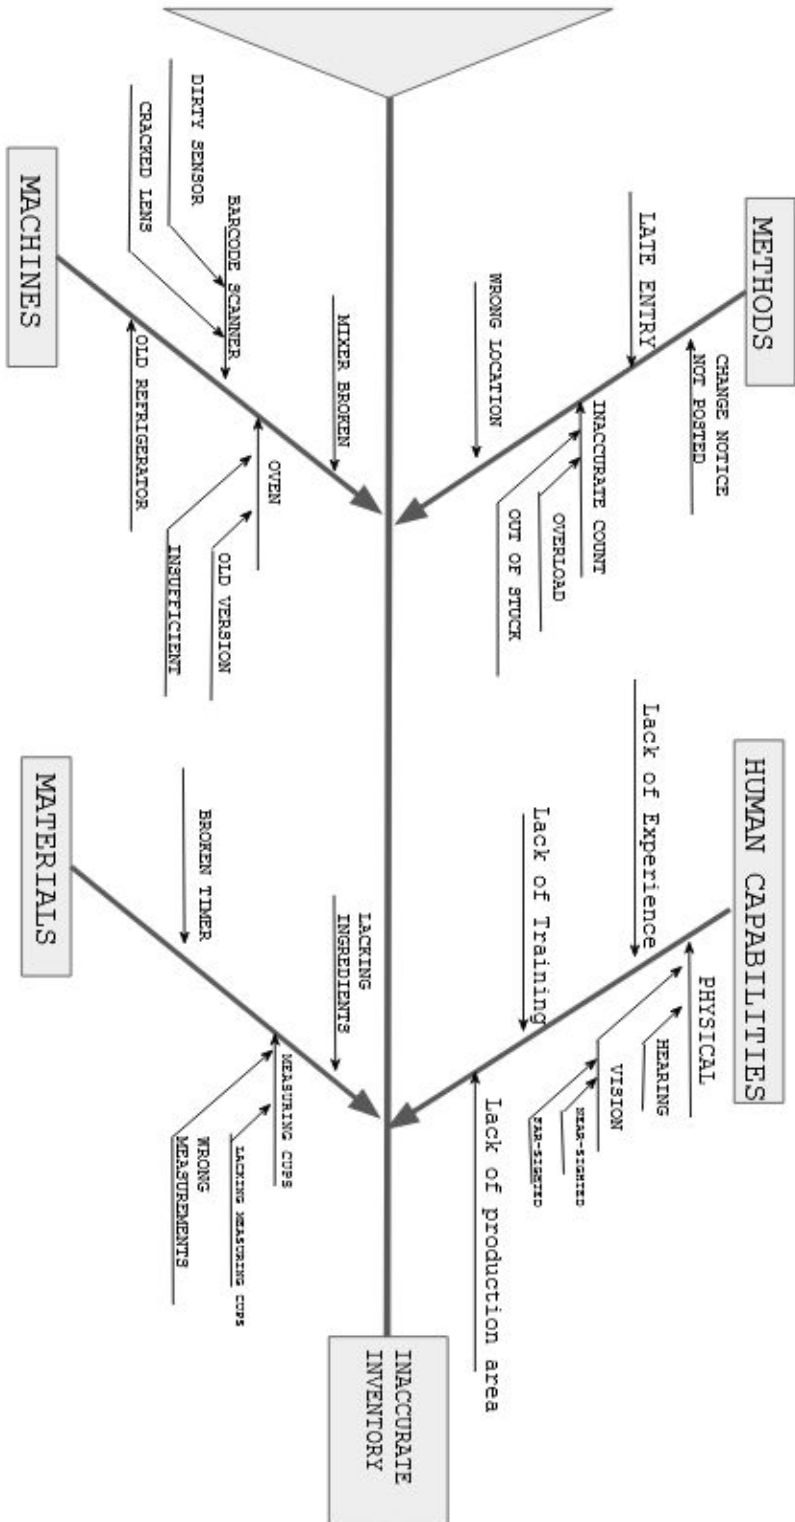 METHODS
CHANGE NOTICE
NOT POSTED
LATE ENTRY
INACCURATE COUNT
OVERLOAD
OUT OF STUCK
WRONG LOCATION
HUMAN CAPABILITIES
PHYSICAL
HEARING
VISION
NEAR-SIGHTED
FAR-SIGHTED
Lack of Experience
Lack of Training
Lack of production area
INACCURATE
INVENTORY
MACHINES
DIRTY SENSOR
CRACKED LENS
BARCODE SCANNER
MIXER BROKEN
OVEN
OLD VERSION
INSUFFICIENT
OLD REFRIGERATOR
MATERIALS
BROKEN TIMER
LACKING
INGREDIENTS
MEASURING CUPS
LACKING MEASURING CUPS
WRONG
MEASUREMENTS